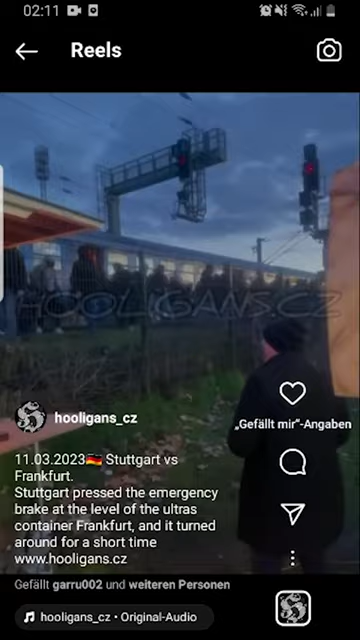 02:11
Reels
HOOLIGANS.CZ
hooligans_cz
„Gefällt mir“-Angaben
11.03.2023🇩🇪 Stuttgart vs
Frankfurt.
Stuttgart pressed the emergency
brake at the level of the ultras
container Frankfurt, and it turned
around for a short time
www.hooligans.cz
Gefällt garru002 und weiteren Personen
hooligans_cz • Original-Audio